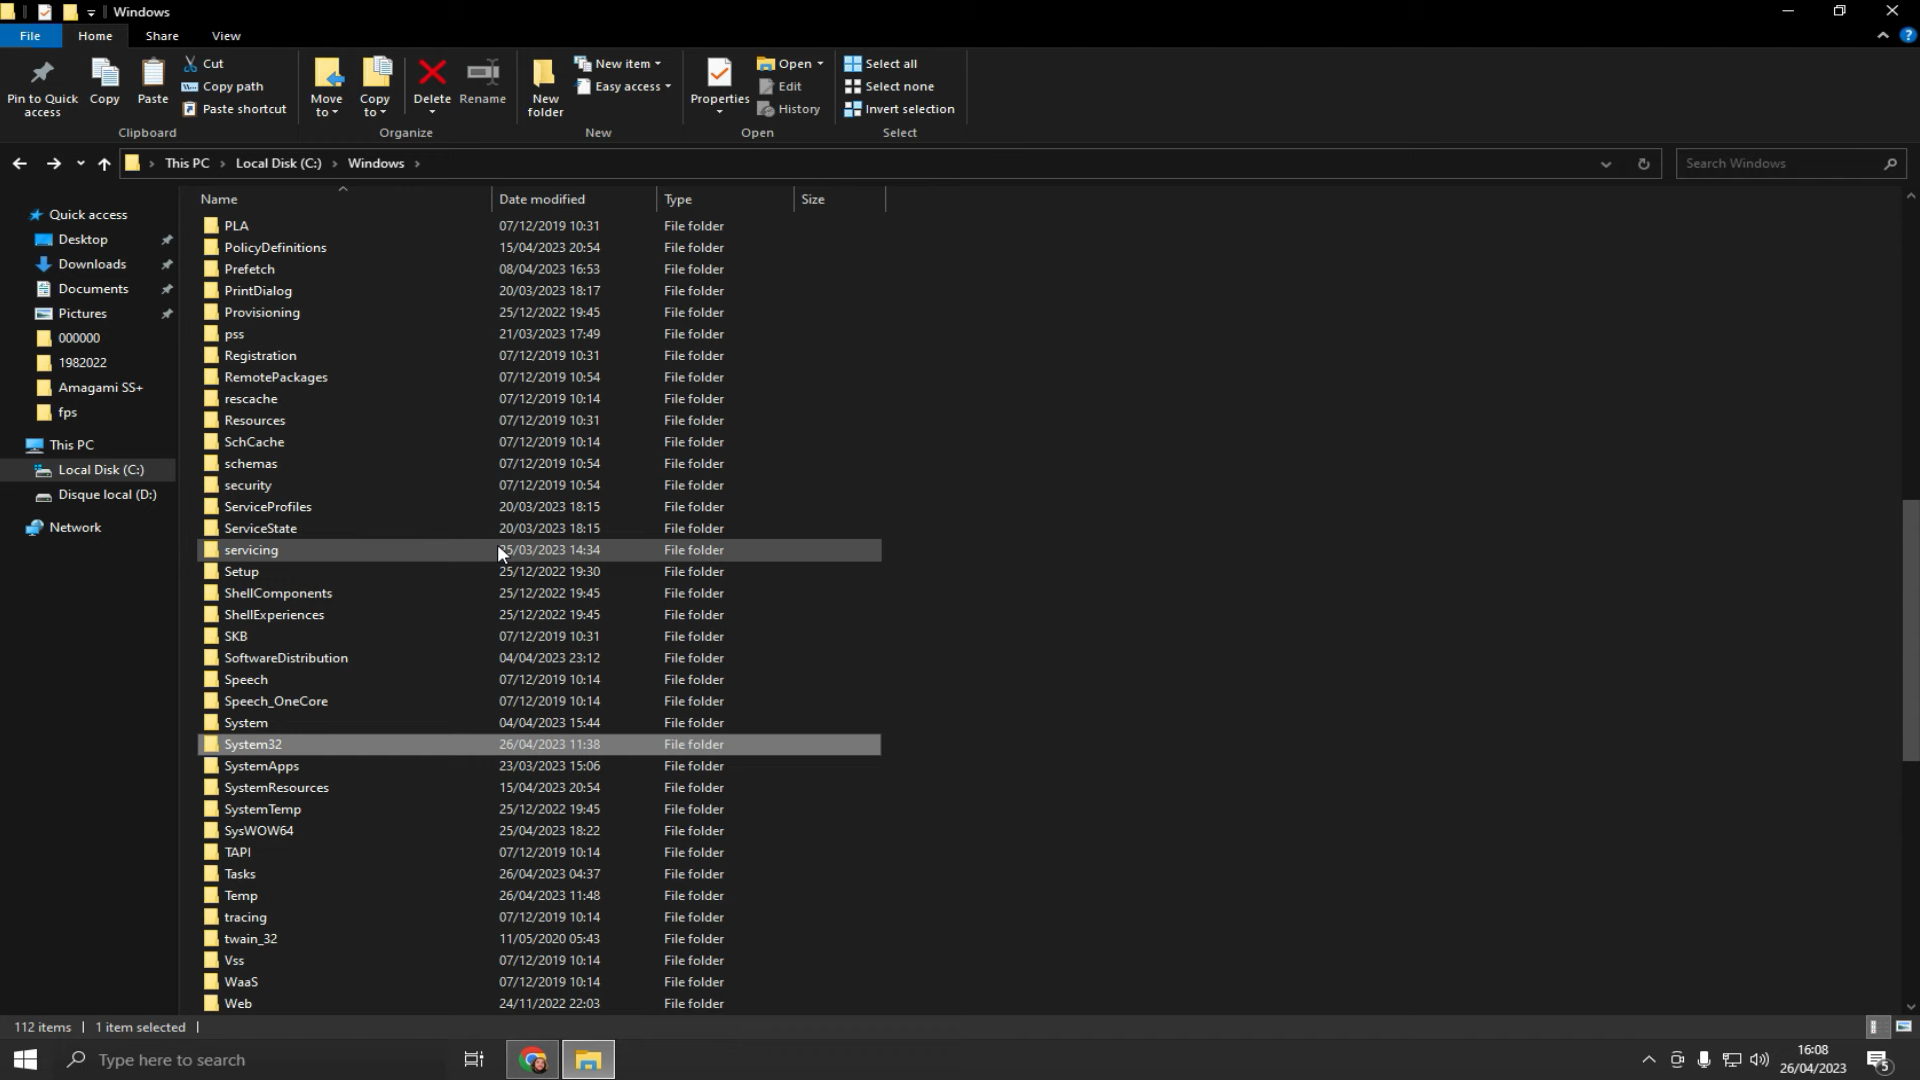 Windows
File Home Share View
Pin to Quick access
Copy
Paste
Cut
Copy path
Paste shortcut
Clipboard
Move to
Copy to
Delete
Rename
Organize
New folder
New item
Easy access
New
Properties
Open
Edit
History
Open
Select all
Select none
Invert selection
Select
This PC Local Disk (C:) Windows
Search Windows
Quick access
Desktop
Downloads
Documents
Pictures
000000
1982022
Amagami SS+
fps
This PC
Local Disk (C:)
Disque local (D:)
Network
Name Date modified Type Size
PLA 07/12/2019 10:31 File folder
PolicyDefinitions 15/04/2023 20:54 File folder
Prefetch 08/04/2023 16:53 File folder
PrintDialog 20/03/2023 18:17 File folder
Provisioning 25/12/2022 19:45 File folder
pss 21/03/2023 17:49 File folder
Registration 07/12/2019 10:31 File folder
RemotePackages 07/12/2019 10:54 File folder
rescache 07/12/2019 10:14 File folder
Resources 07/12/2019 10:31 File folder
SchCache 07/12/2019 10:14 File folder
schemas 07/12/2019 10:54 File folder
security 07/12/2019 10:54 File folder
ServiceProfiles 20/03/2023 18:15 File folder
ServiceState 20/03/2023 18:15 File folder
servicing 25/03/2023 14:34 File folder
Setup 25/12/2022 19:30 File folder
ShellComponents 25/12/2022 19:45 File folder
ShellExperiences 25/12/2022 19:45 File folder
SKB 07/12/2019 10:31 File folder
SoftwareDistribution 04/04/2023 23:12 File folder
Speech 07/12/2019 10:14 File folder
Speech_OneCore 07/12/2019 10:14 File folder
System 04/04/2023 15:44 File folder
System32 26/04/2023 11:38 File folder
SystemApps 23/03/2023 15:06 File folder
SystemResources 15/04/2023 20:54 File folder
SystemTemp 25/12/2022 19:45 File folder
SysWOW64 25/04/2023 18:22 File folder
TAPI 07/12/2019 10:14 File folder
Tasks 26/04/2023 04:37 File folder
Temp 26/04/2023 11:48 File folder
tracing 07/12/2019 10:14 File folder
twain_32 11/05/2020 05:43 File folder
Vss 07/12/2019 10:14 File folder
WaaS 07/12/2019 10:14 File folder
Web 24/11/2022 22:03 File folder
112 items 1 item selected
Type here to search
16:08
26/04/2023
5